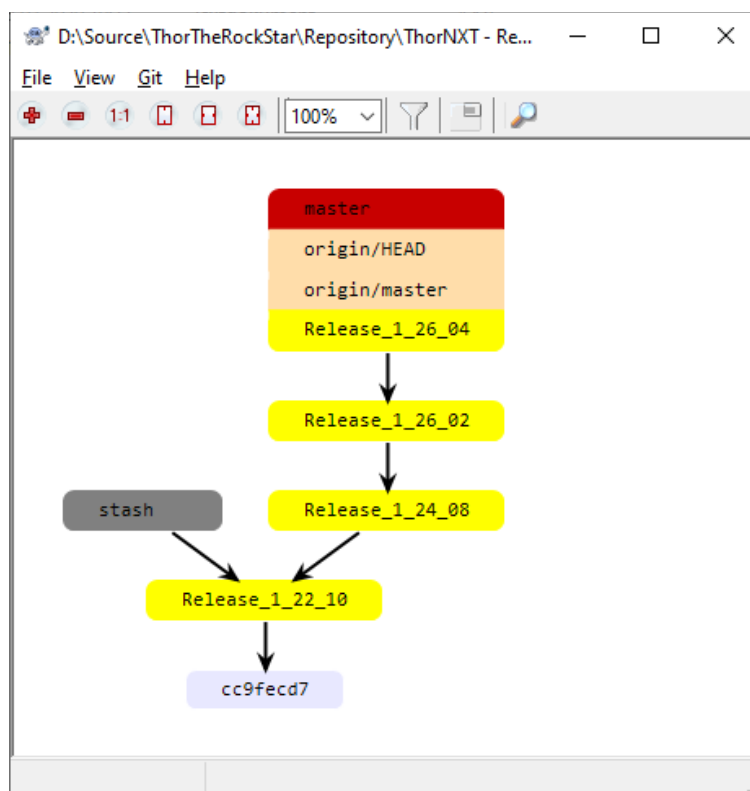 D:\Source\ThorTheRockStar\Repository\ThorNXT - Re...
File View Git Help
1:1 100%
master
origin/HEAD
origin/master
Release_1_26_04
Release_1_26_02
stash Release_1_24_08
Release_1_22_10
cc9fecd7